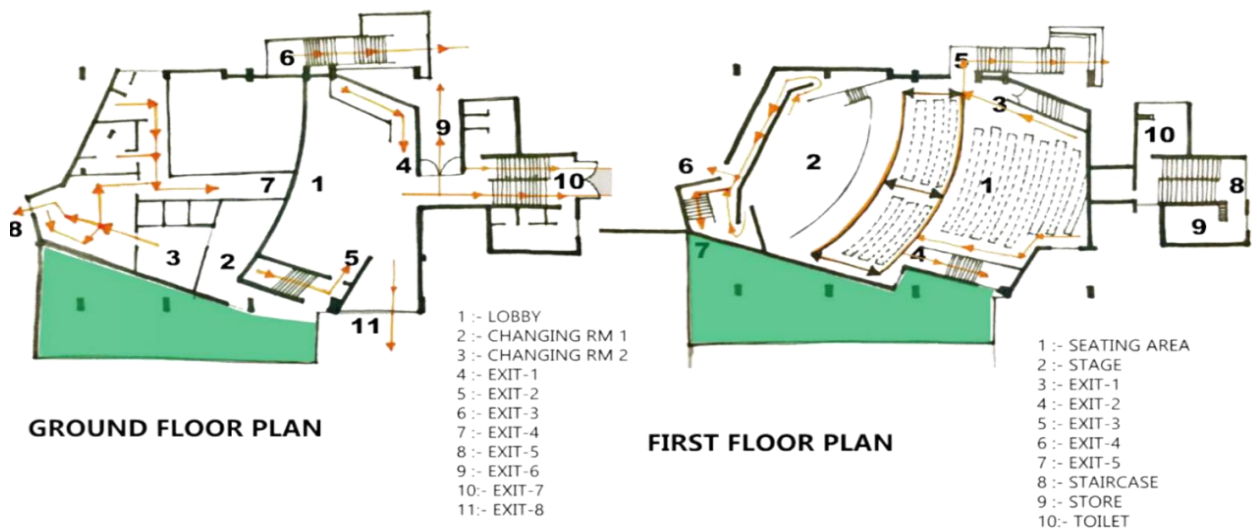 6
9
4
10
7
1
8
3
2
5
11
1 :- LOBBY
2 :- CHANGING RM 1
3 :- CHANGING RM 2
4 :- EXIT-1
5 :- EXIT-2
6 :- EXIT-3
7 :- EXIT-4
8 :- EXIT-5
9 :- EXIT-6
10:- EXIT-7
11 :- EXIT-8
GROUND FLOOR PLAN
5
3
10
2
6
1
8
9
7
4
1 :- SEATING AREA
2 :- STAGE
3 :- EXIT-1
4 :- EXIT-2
5 :- EXIT-3
6 :- EXIT-4
7 :- EXIT-5
8 :- STAIRCASE
9 :- STORE
10:- TOILET
FIRST FLOOR PLAN